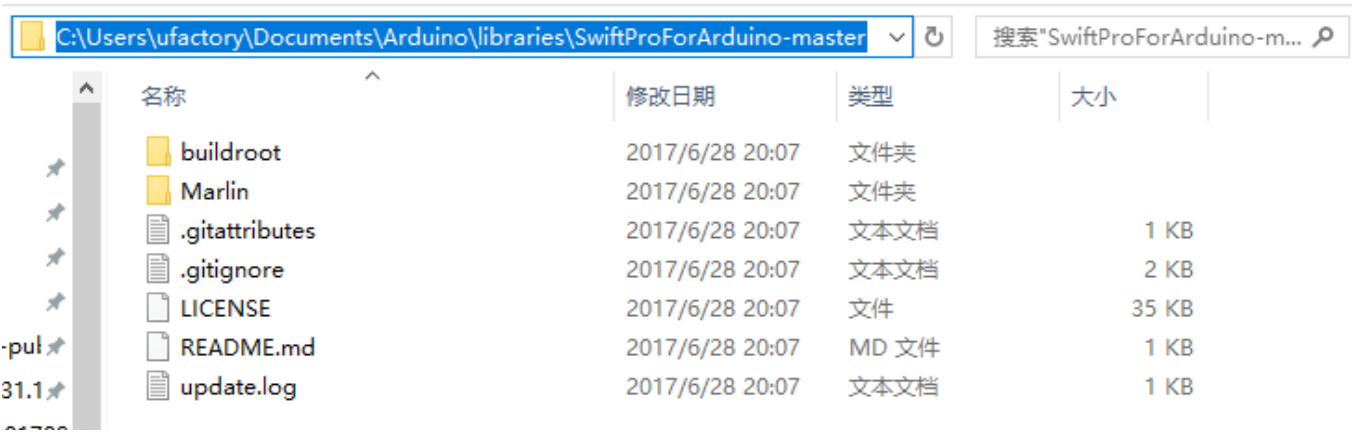 C:\Users\ufactory\Documents\Arduino\libraries\SwiftProForArduino-master 搜索"SwiftProForArduino-m...
名称 修改日期 类型 大小
buildroot 2017/6/28 20:07 文件夹
Marlin 2017/6/28 20:07 文件夹
.gitattributes 2017/6/28 20:07 文本文档 1 KB
.gitignore 2017/6/28 20:07 文本文档 2 KB
LICENSE 2017/6/28 20:07 文件 35 KB
-pul README.md 2017/6/28 20:07 MD 文件 1 KB
31.1 update.log 2017/6/28 20:07 文本文档 1 KB